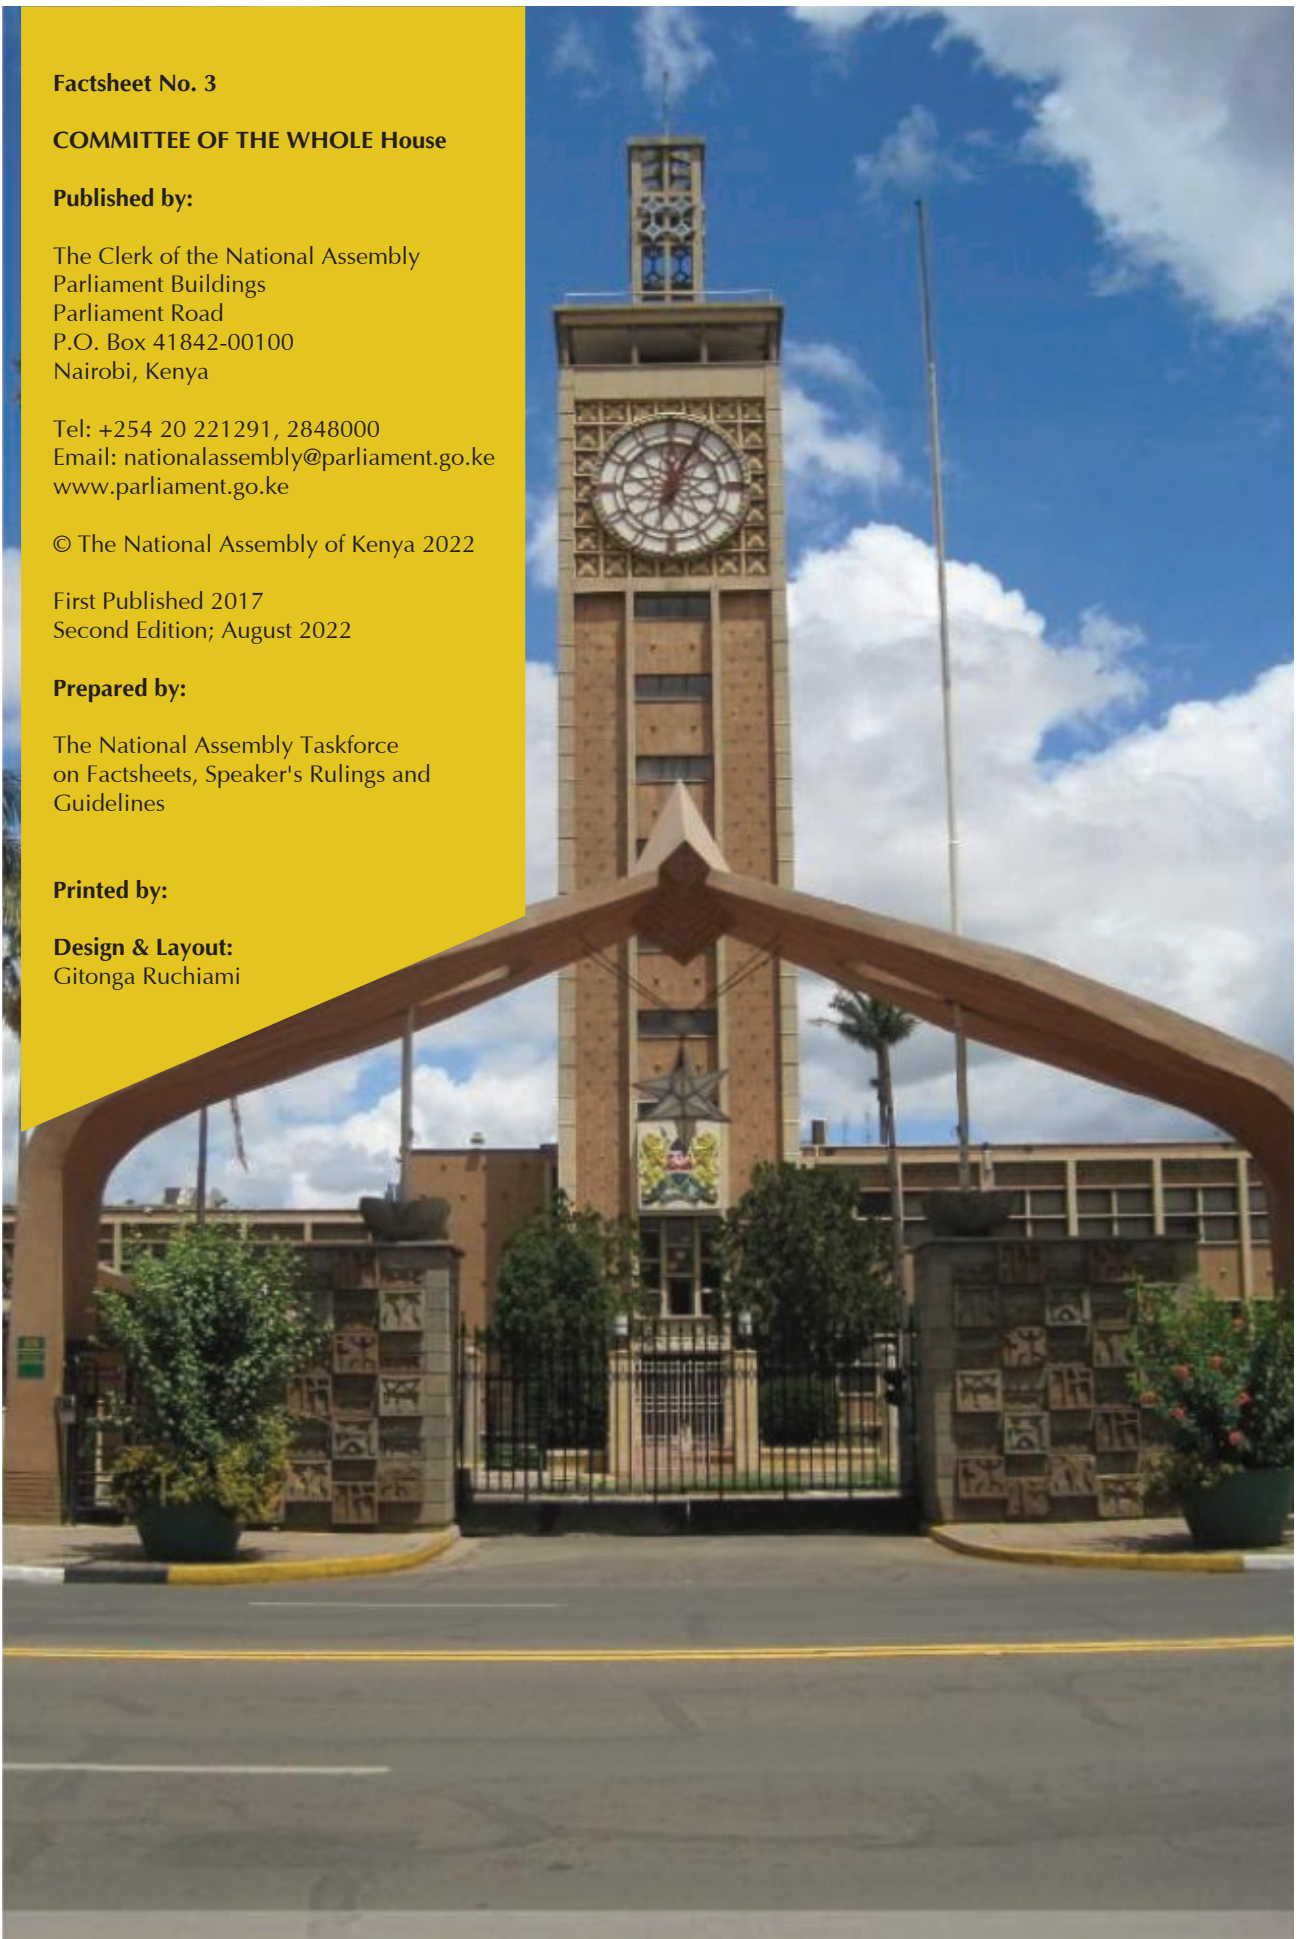 Factsheet No. 3
COMMITTEE OF THE WHOLE House
Published by:
The Clerk of the National Assembly
Parliament Buildings
Parliament Road
P.O. Box 41842-00100
Nairobi, Kenya
Tel: +254 20 221291, 2848000
Email: nationalassembly@parliament.go.ke
www.parliament.go.ke
© The National Assembly of Kenya 2022
First Published 2017
Second Edition; August 2022
Prepared by:
The National Assembly Taskforce
on Factsheets, Speaker's Rulings and
Guidelines
Printed by:
Design & Layout:
Gitonga Ruchiami